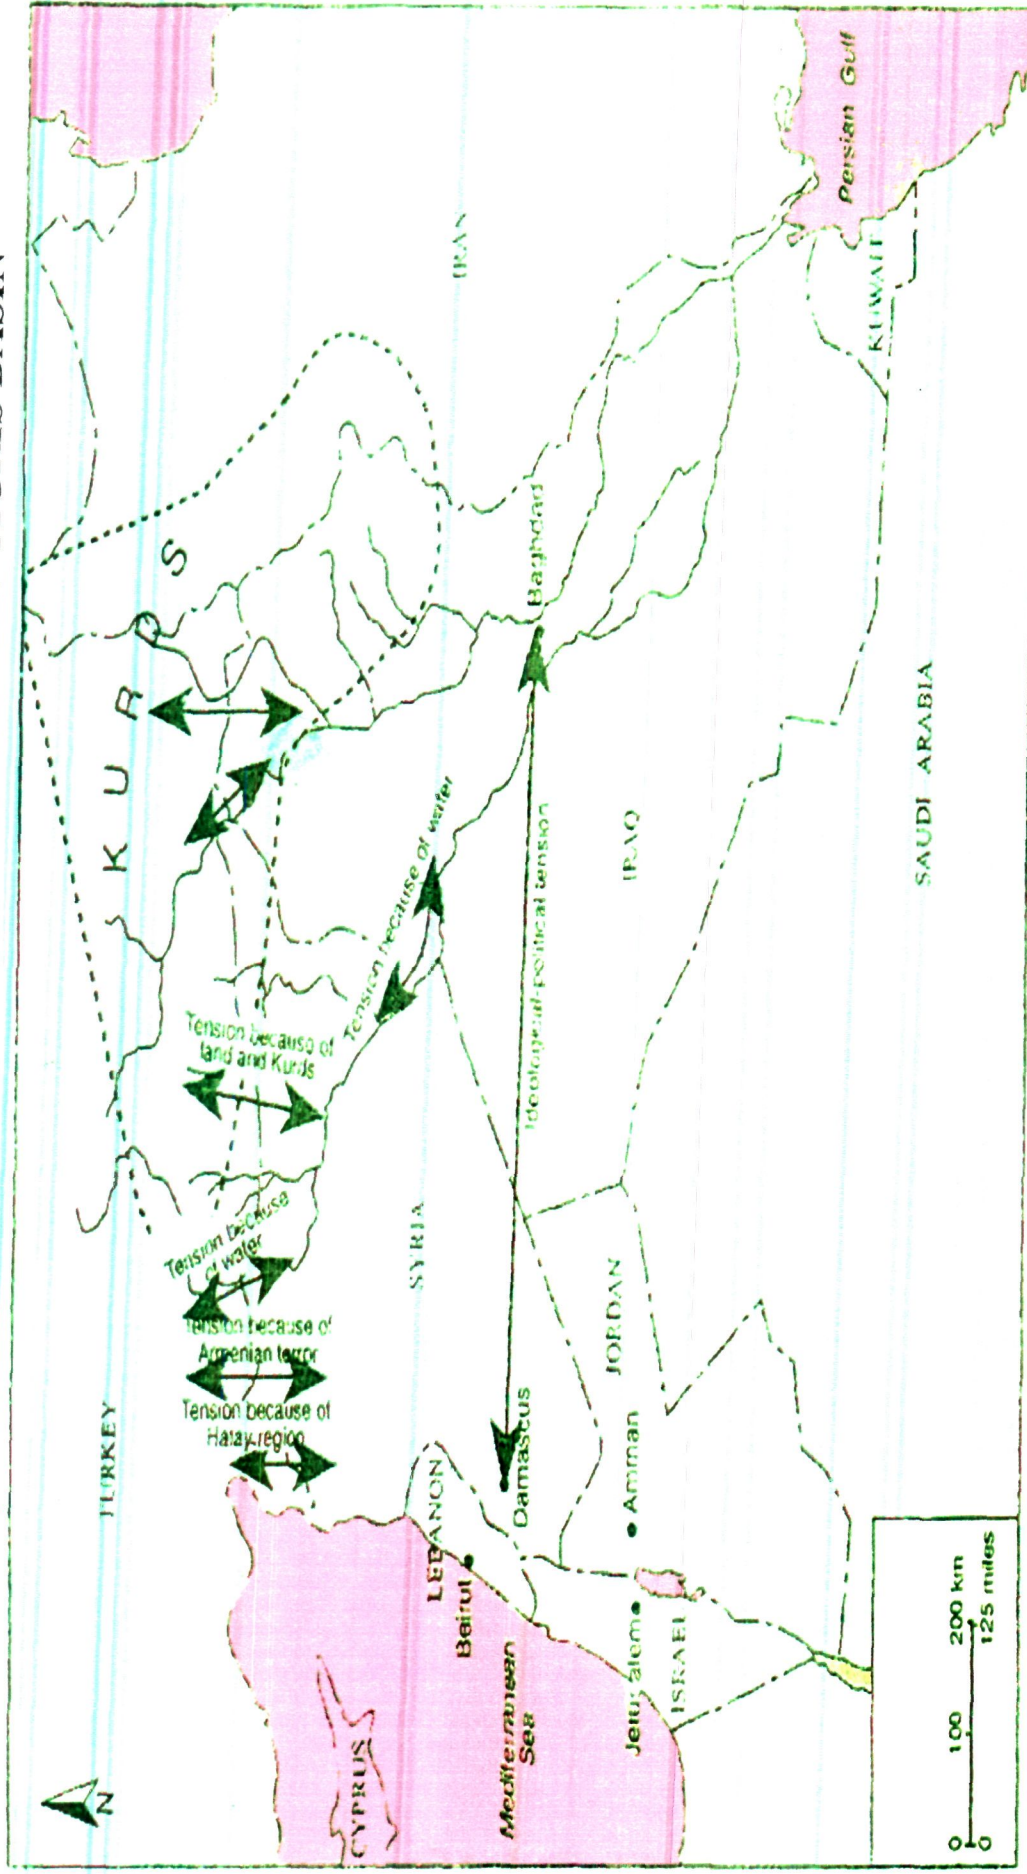 BASIN
N
TURKEY
K U R D S
Tension because of
Hatay region
Tension because of
Armenian terror
Tension because
of water
Tension because of
land and Kurds
Tension because of water
Ideological-political tension
IRAN
SYRIA
IRAQ
CYPRUS
LEBANON
Beirut
Mediterranean
Sea
Damascus
Baghdad
JORDAN
Amman
Jerusalem
ISRAEL
SAUDI ARABIA
KUWAIT
Persian Gulf
0 100 200 km
0 125 miles